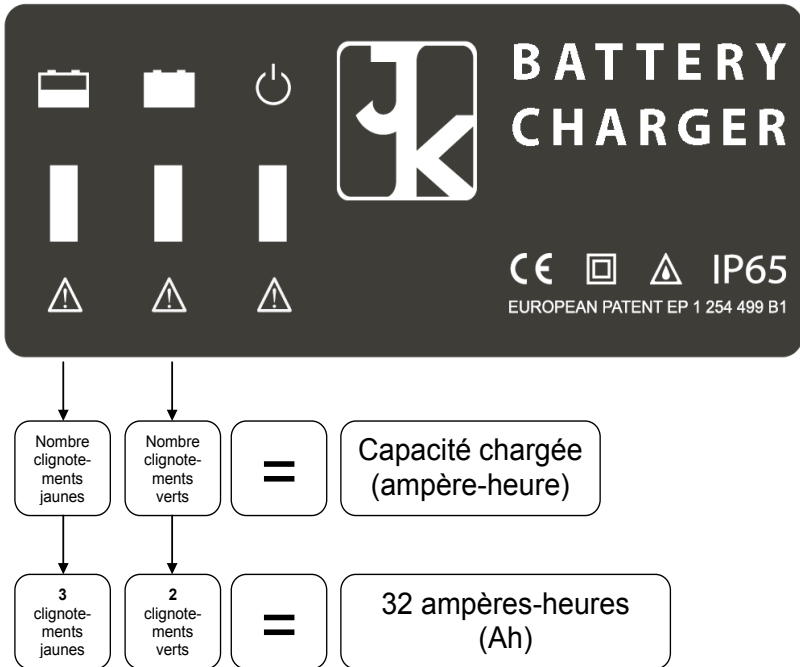 JK
BATTERY
CHARGER
CE IP65
EUROPEAN PATENT EP 1 254 499 B1
Nombre
clignote-
ments
jaunes
Nombre
clignote-
ments
verts
=
Capacité chargée
(ampère-heure)
3
clignote-
ments
jaunes
2
clignote-
ments
verts
=
32 ampères-heures
(Ah)